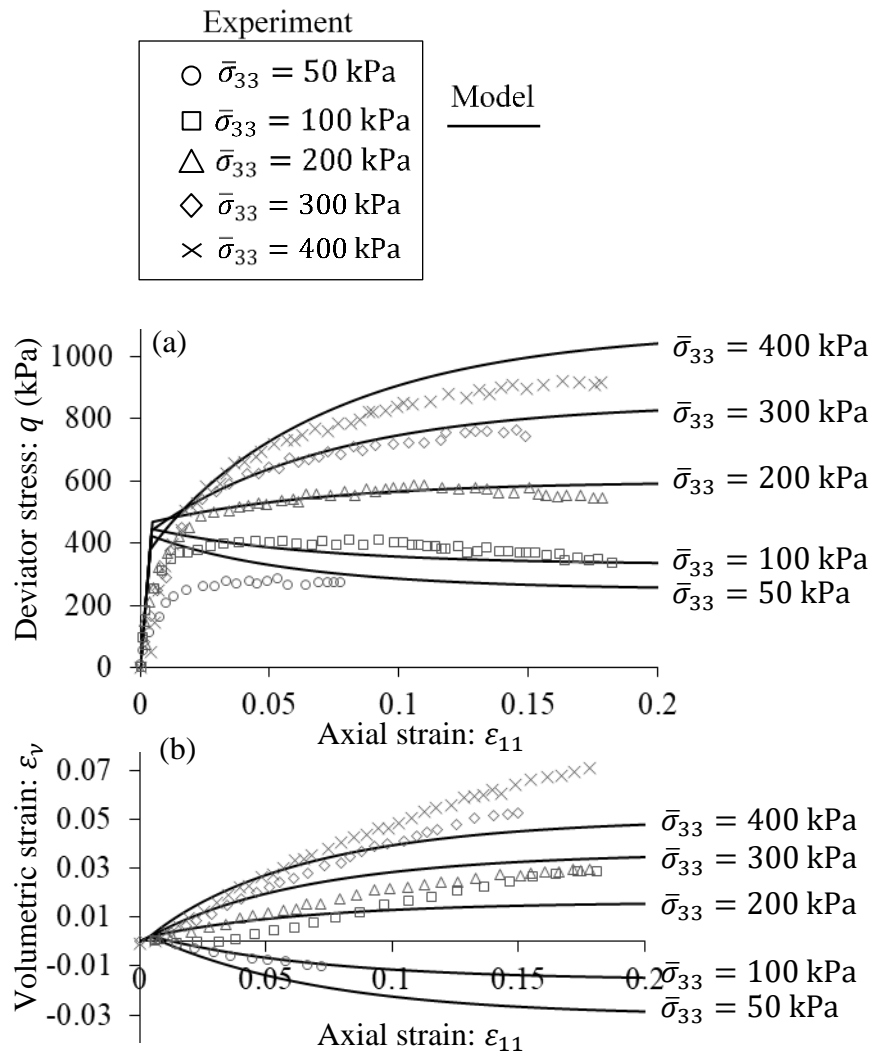 Experiment
σ̄₃₃ = 50 kPa
σ̄₃₃ = 100 kPa
σ̄₃₃ = 200 kPa
σ̄₃₃ = 300 kPa
σ̄₃₃ = 400 kPa
Model
(a)
Deviator stress: q (kPa)
1000
800
600
400
200
0
0
0.05
0.1
0.15
0.2
Axial strain: ε₁₁
σ̄₃₃ = 400 kPa
σ̄₃₃ = 300 kPa
σ̄₃₃ = 200 kPa
σ̄₃₃ = 100 kPa
σ̄₃₃ = 50 kPa
(b)
Volumetric strain: εᵥ
0.07
0.05
0.03
0.01
-0.01
-0.03
0
0.05
0.1
0.15
0.2
Axial strain: ε₁₁
σ̄₃₃ = 400 kPa
σ̄₃₃ = 300 kPa
σ̄₃₃ = 200 kPa
σ̄₃₃ = 100 kPa
σ̄₃₃ = 50 kPa